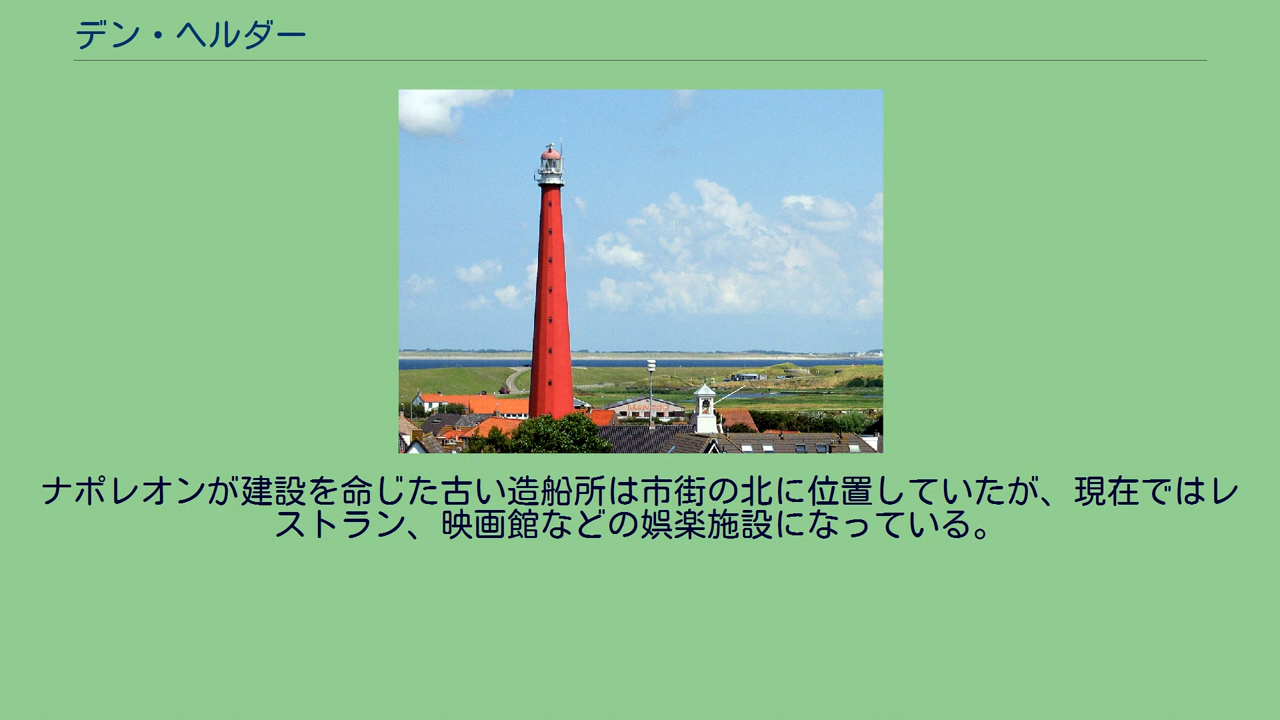 デン・ヘルダー
ナポレオンが建設を命じた古い造船所は市街の北に位置していたが、現在ではレ
ストラン、映画館などの娯楽施設になっている。